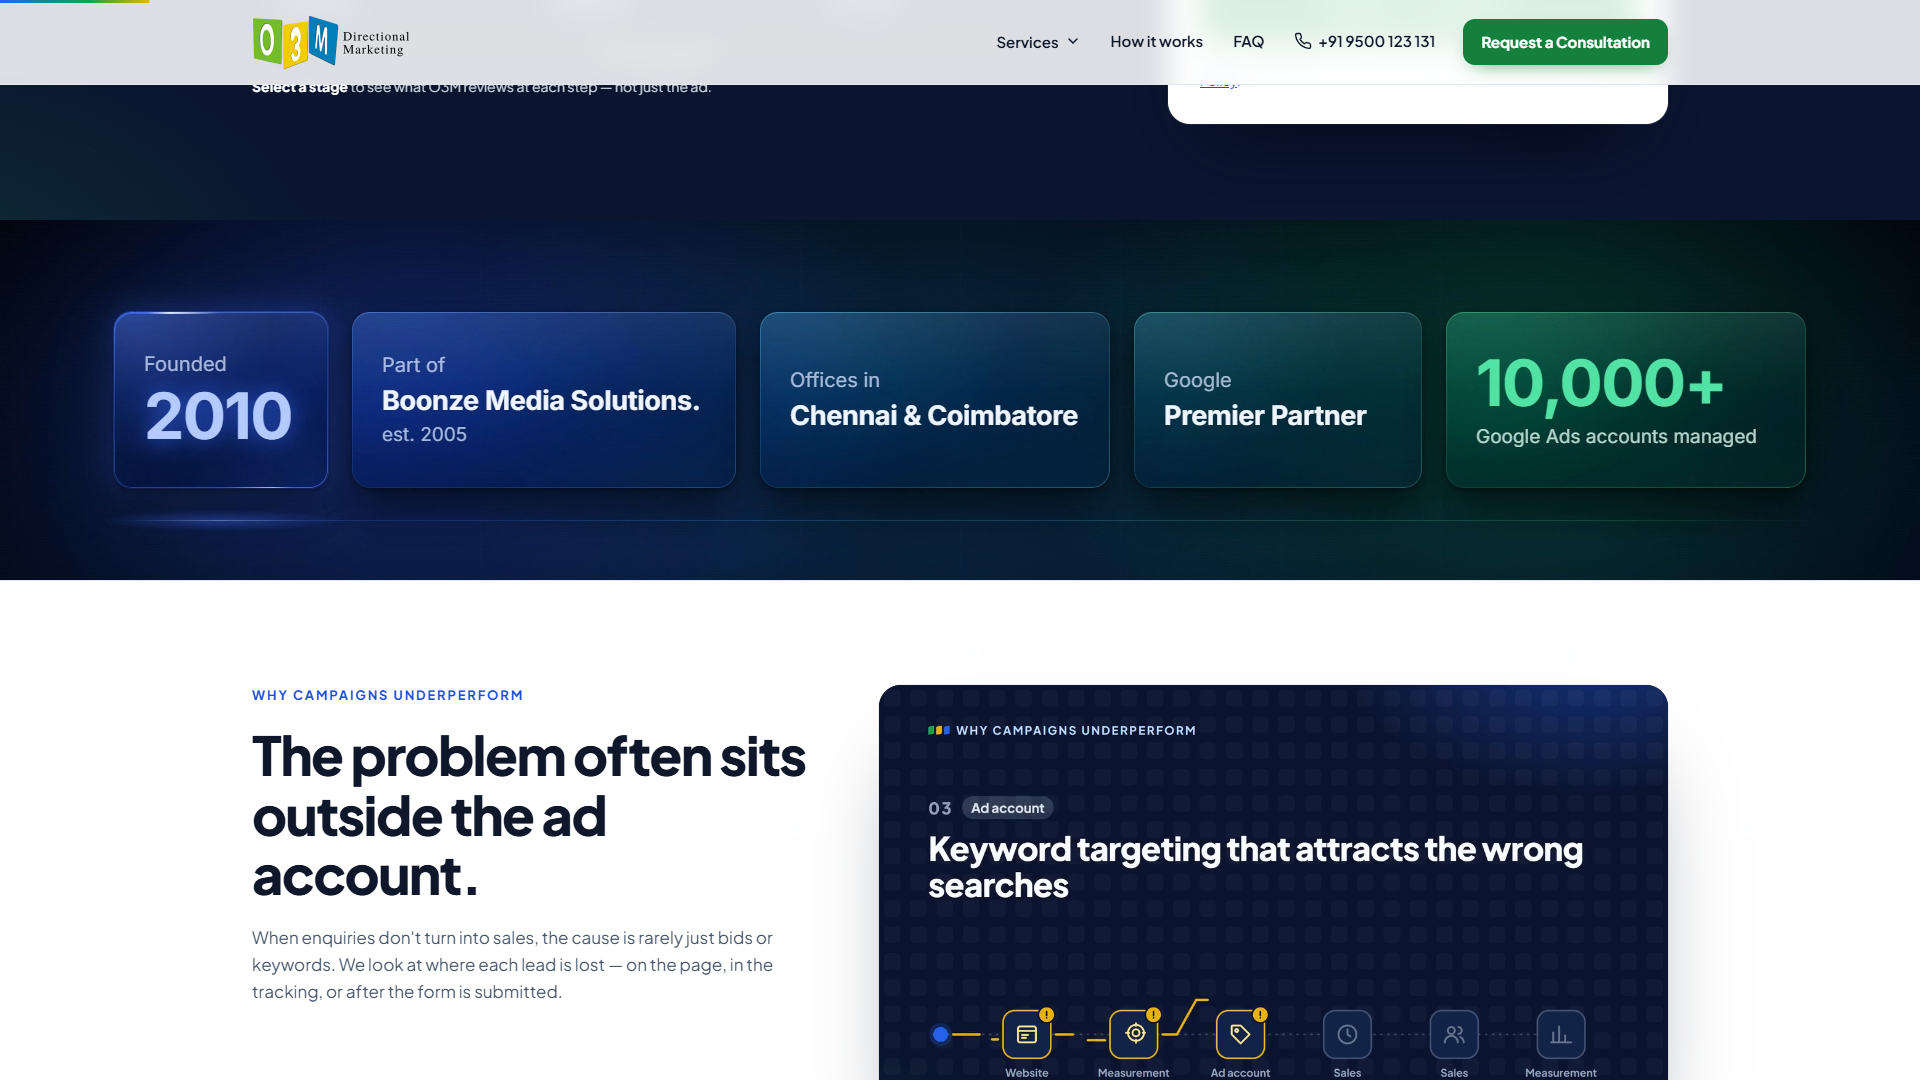 O3M Directional Marketing
Services
How it works
FAQ
+91 9500 123 131
Request a Consultation
Select a stage to see what O3M reviews at each step — not just the ad.
Policy.
Founded
2010
Part of
Boonze Media Solutions.
est. 2005
Offices in
Chennai & Coimbatore
Google
Premier Partner
10,000+
Google Ads accounts managed
WHY CAMPAIGNS UNDERPERFORM
The problem often sits
outside the ad
account.
When enquiries don't turn into sales, the cause is rarely just bids or
keywords. We look at where each lead is lost — on the page, in the
tracking, or after the form is submitted.
WHY CAMPAIGNS UNDERPERFORM
03 Ad account
Keyword targeting that attracts the wrong
searches
Website
Measurement
Ad account
Sales
Sales
Measurement